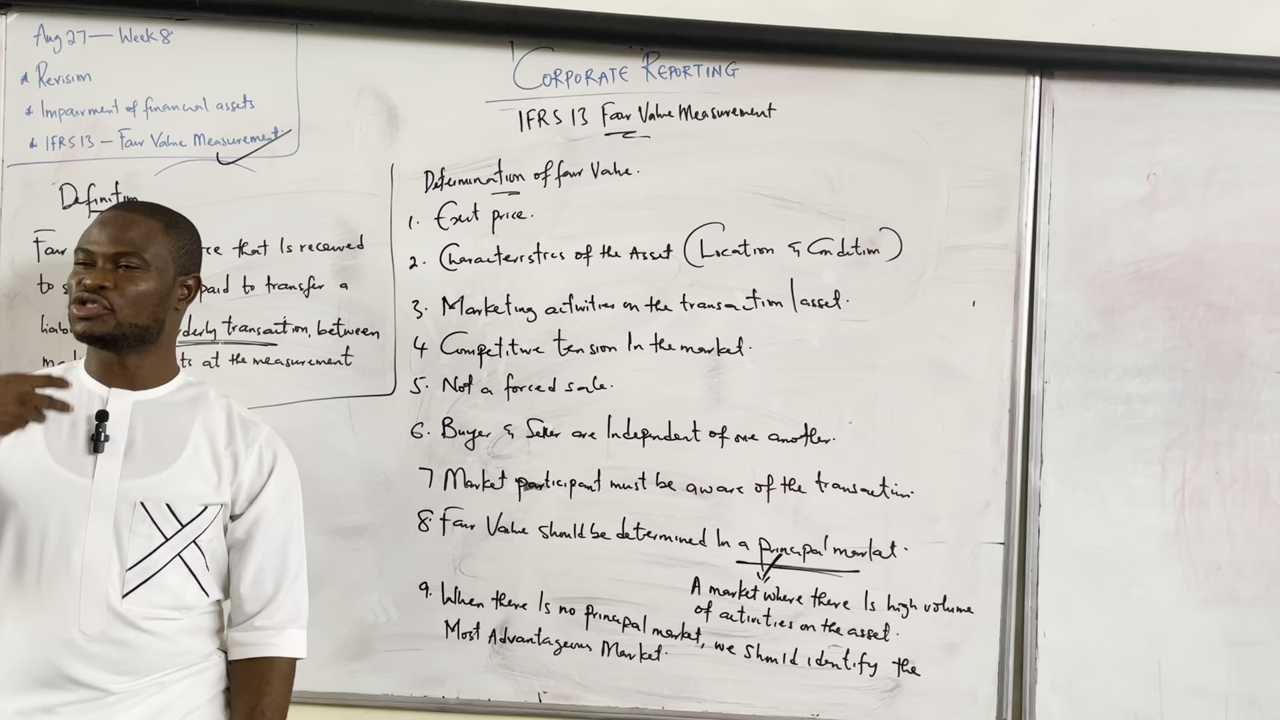 Aug 27 — Week 8
* Revision
* Impairment of financial assets
* IFRS 13 — Fair Value Measurement
CORPORATE REPORTING
IFRS 13 Fair Value Measurement
Definition
Fair ce that Is received
to s paid to transfer a
liab derly transaction, between
ma ts at the measurement
Determination of fair Value.
1. Exit price.
2. Characteristics of the Asset (Location & Condition)
3. Marketing activities on the transaction / asset.
4 Competitive tension In the market.
5. Not a forced sale.
6. Buyer & Seller are Independent of one another.
7 Market participant must be aware of the transaction.
8. Fair Value should be determined In a principal market.
A market where there Is high volume
of activities on the asset.
9. When there Is no principal market, we should identify the
Most Advantageous Market.